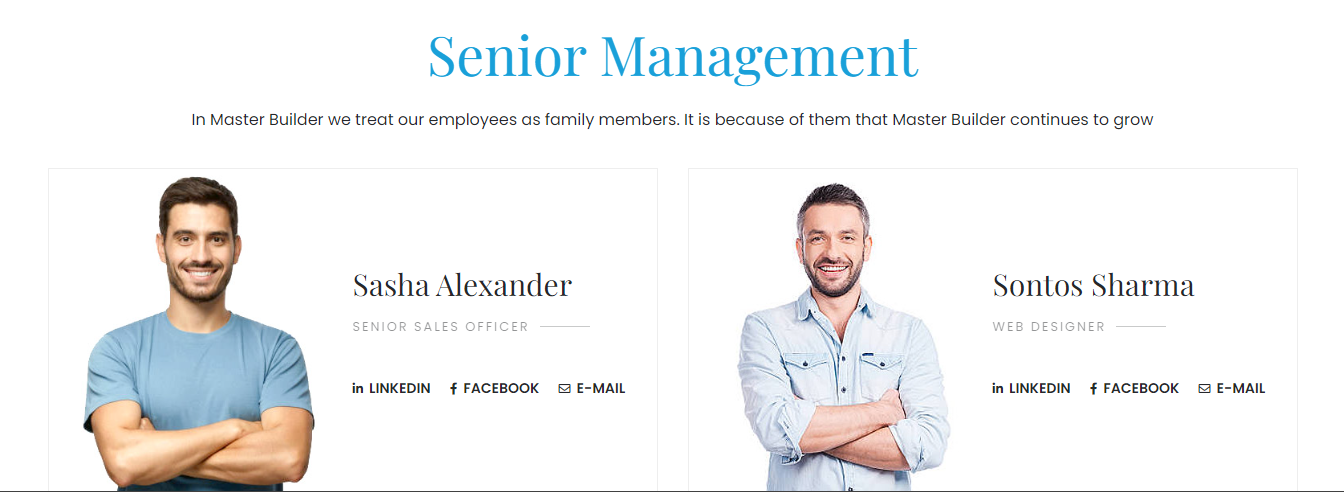 Senior Management
In Master Builder we treat our employees as family members. It is because of them that Master Builder continues to grow
Sasha Alexander
SENIOR SALES OFFICER
LINKEDIN FACEBOOK E-MAIL
Sontos Sharma
WEB DESIGNER
LINKEDIN FACEBOOK E-MAIL